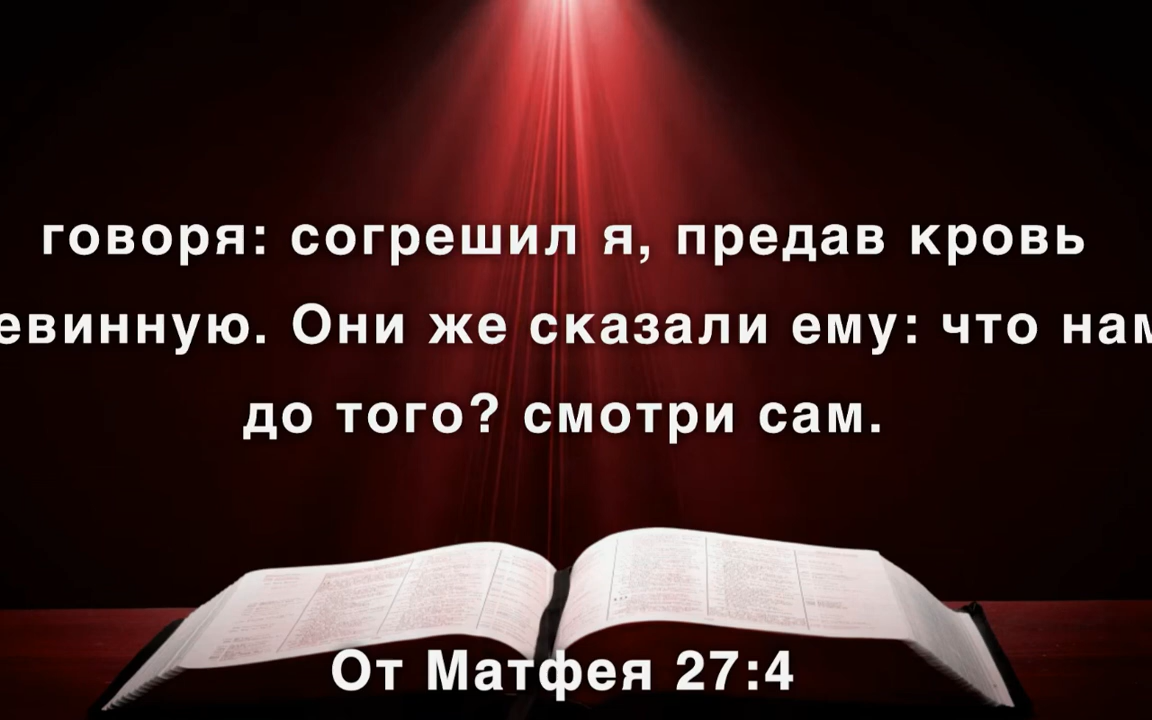 говоря: согрешил я, предав кровь
евинную. Они же сказали ему: что нам
до того? смотри сам.
От Матфея 27:4